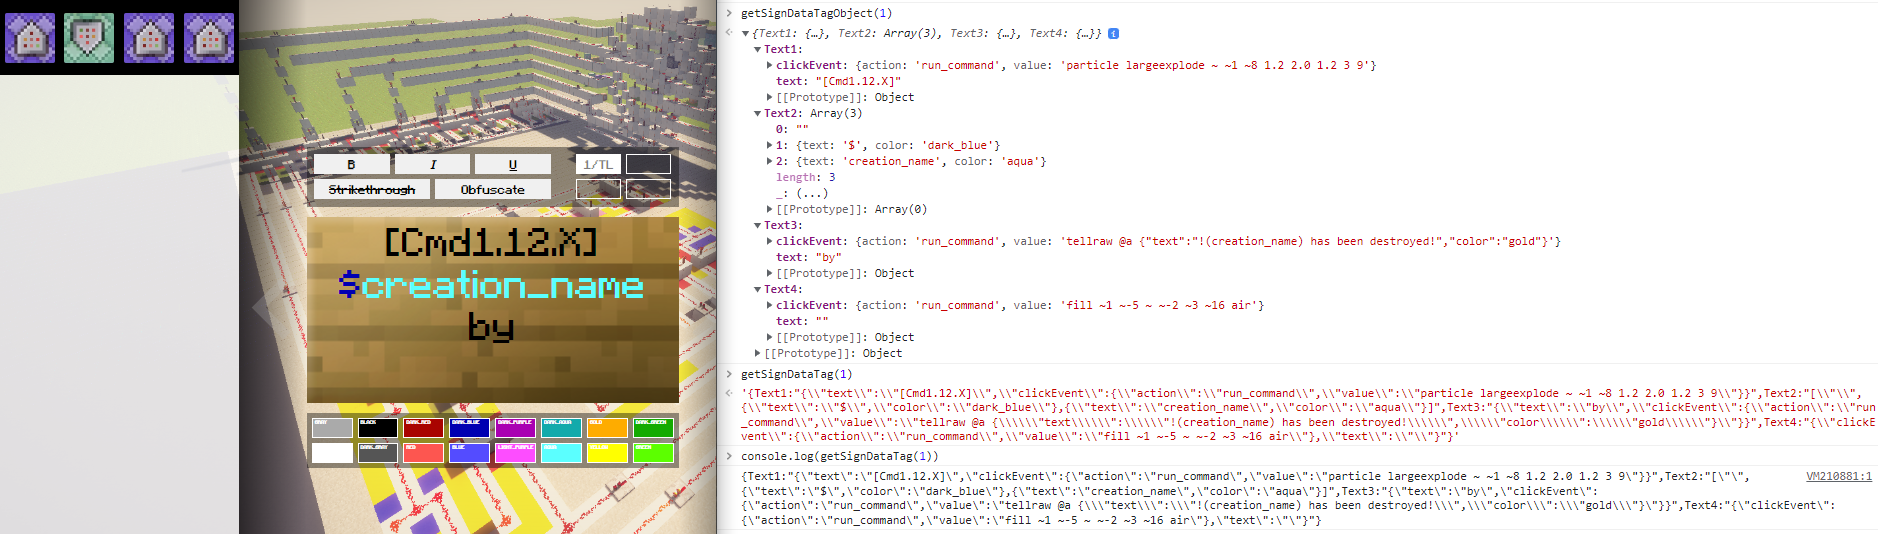 B
I
U
1/TL
Strikethrough
Obfuscate
[Cmd1.12.X]
$creation_name
by
GRAY
BLACK
DARK_RED
DARK_BLUE
DARK_PURPLE
DARK_AQUA
GOLD
DARK_GREEN
DARK_GRAY
RED
BLUE
LIGHT_PURPLE
AQUA
YELLOW
GREEN
getSignDataTagObject(1)
{Text1: {…}, Text2: Array(3), Text3: {…}, Text4: {…}} i
Text1:
clickEvent: {action: 'run_command', value: 'particle largeexplode ~ ~1 ~8 1.2 2.0 1.2 3 9'}
text: "[Cmd1.12.X]"
[[Prototype]]: Object
Text2: Array(3)
0: ""
1: {text: '$', color: 'dark_blue'}
2: {text: 'creation_name', color: 'aqua'}
length: 3
_: (...)
[[Prototype]]: Array(0)
Text3:
clickEvent: {action: 'run_command', value: 'tellraw @a {"text":"!(creation_name) has been destroyed!","color":"gold"}'}
text: "by"
[[Prototype]]: Object
Text4:
clickEvent: {action: 'run_command', value: 'fill ~1 ~-5 ~ ~-2 ~3 ~16 air'}
text: ""
[[Prototype]]: Object
[[Prototype]]: Object
getSignDataTag(1)
'{Text1:"{\\"text\\":\\"[Cmd1.12.X]\\",\\"clickEvent\\":{\\"action\\":\\"run_command\\",\\"value\\":\\"particle largeexplode ~ ~1 ~8 1.2 2.0 1.2 3 9\\"}}",Text2:"[\\"\\",
{\\"text\\":\\"$\\",\\"color\\":\\"dark_blue\\"},{\\"text\\":\\"creation_name\\",\\"color\\":\\"aqua\\"}]",Text3:"{\\"text\\":\\"by\\",\\"clickEvent\\":{\\"action\\":\\"run
_command\\",\\"value\\":\\"tellraw @a {\\\\\\"text\\\\\\":\\\\\\"!(creation_name) has been destroyed!\\\\\\",\\\\\\"color\\\\\\":\\\\\\"gold\\\\\\"}\\"}}",Text4:"{\\"clickE
vent\\":{\\"action\\":\\"run_command\\",\\"value\\":\\"fill ~1 ~-5 ~ ~-2 ~3 ~16 air\\"},\\"text\\":\\"\\"}"}'
console.log(getSignDataTag(1))
{Text1:"{\"text\":\"[Cmd1.12.X]\",\"clickEvent\":{\"action\":\"run_command\",\"value\":\"particle largeexplode ~ ~1 ~8 1.2 2.0 1.2 3 9\"}}",Text2:"[\"\", VM210881:1
{\"text\":\"$\",\"color\":\"dark_blue\"},{\"text\":\"creation_name\",\"color\":\"aqua\"}]",Text3:"{\"text\":\"by\",\"clickEvent\":
{\"action\":\"run_command\",\"value\":\"tellraw @a {\\\"text\\\":\\\"!(creation_name) has been destroyed!\\\",\\\"color\\\":\\\"gold\\\"}\"}}",Text4:"{\"clickEvent\":
{\"action\":\"run_command\",\"value\":\"fill ~1 ~-5 ~ ~-2 ~3 ~16 air\"},\"text\":\"\"}"}